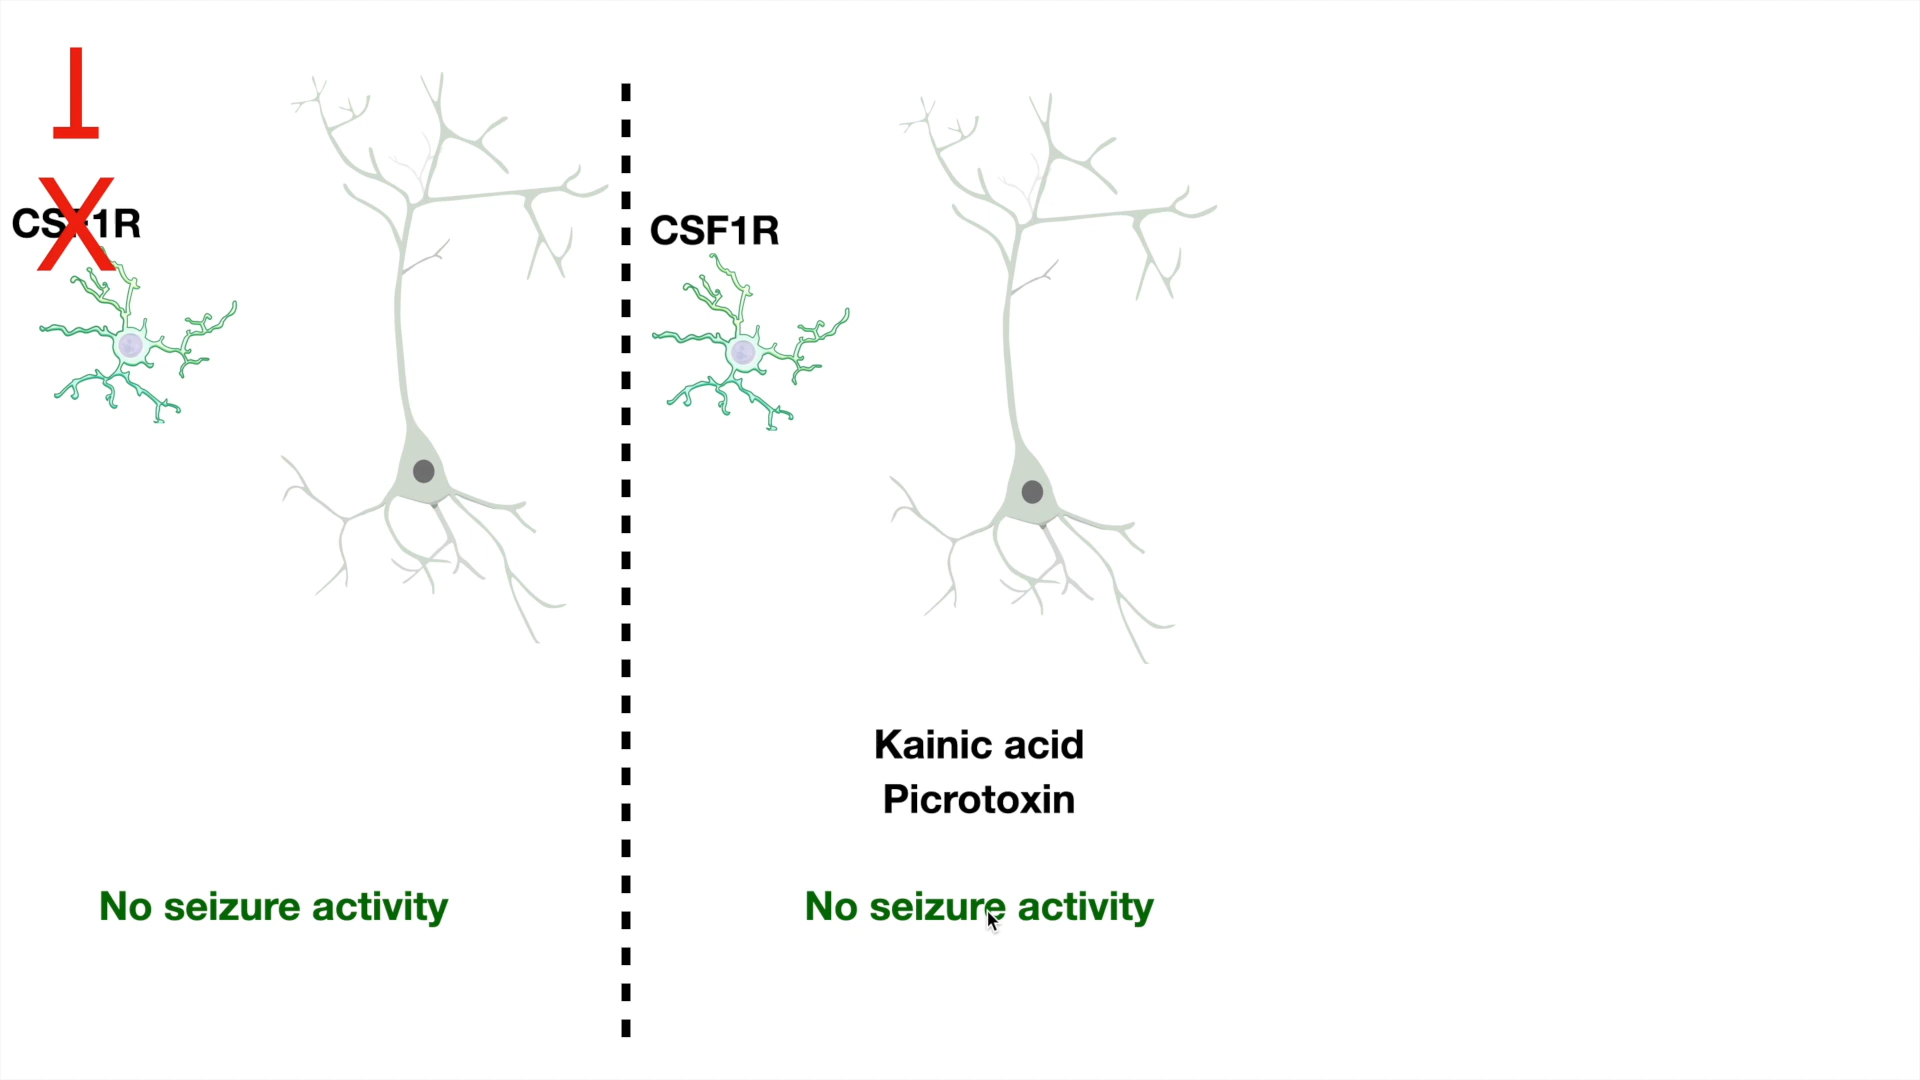 CSF1R
No seizure activity
CSF1R
Kainic acid
Picrotoxin
No seizure activity